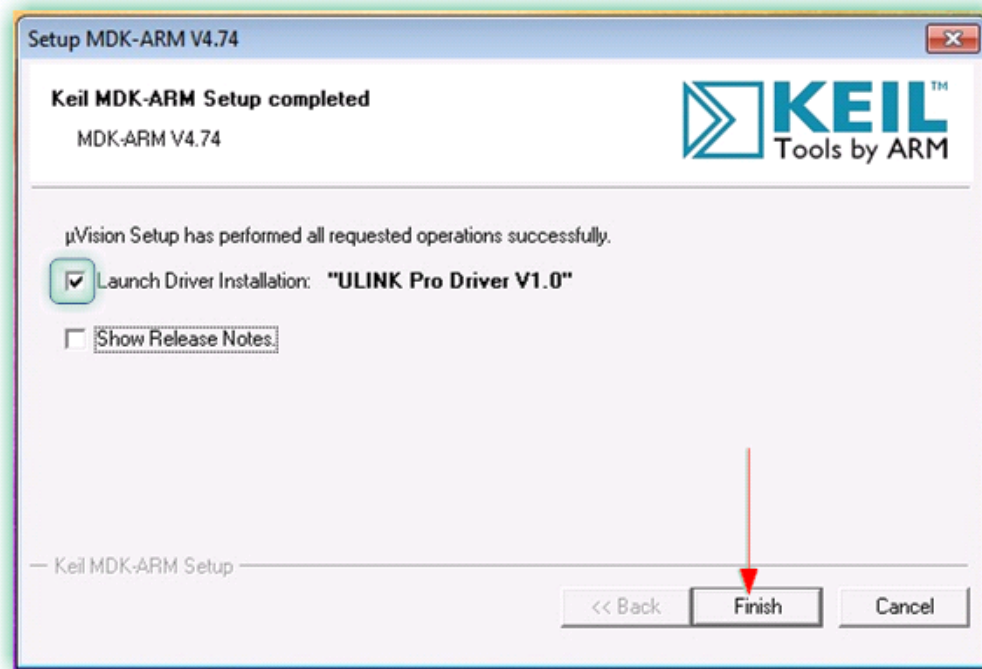 Setup MDK-ARM V4.74
Keil MDK-ARM Setup completed
MDK-ARM V4.74
KEIL™
Tools by ARM
µVision Setup has performed all requested operations successfully.
Launch Driver Installation: "ULINK Pro Driver V1.0"
Show Release Notes.
Keil MDK-ARM Setup
<< Back Finish Cancel